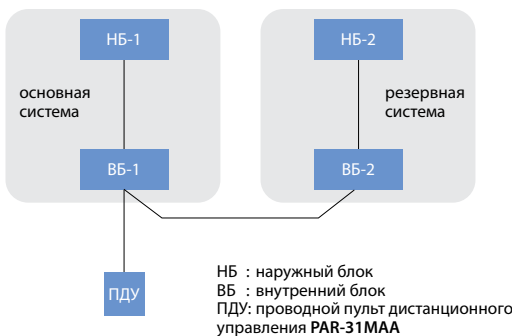 НБ-1
НБ-2
основная
система
резервная
система
ВБ-1
ВБ-2
ПДУ
НБ : наружный блок
ВБ : внутренний блок
ПДУ: проводной пульт дистанционного
управления PAR-31MAA